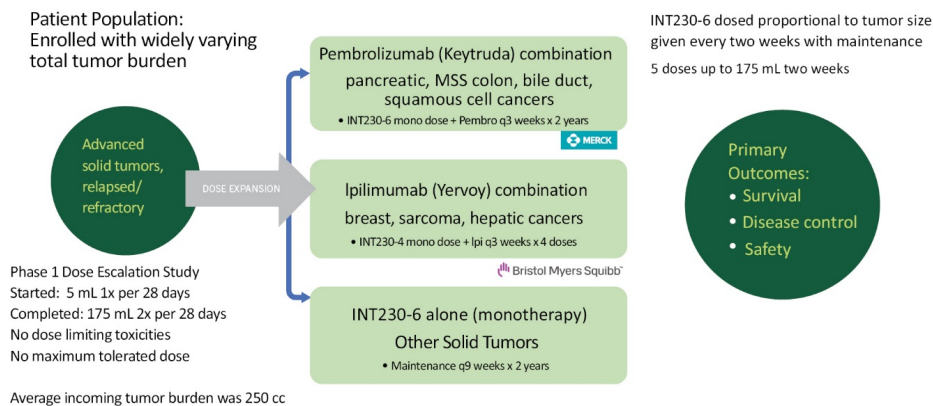 Patient Population:
Enrolled with widely varying
total tumor burden
Advanced
solid tumors,
relapsed/
refractory
DOSE EXPANSION
Phase 1 Dose Escalation Study
Started: 5 mL 1x per 28 days
Completed: 175 mL 2x per 28 days
No dose limiting toxicities
No maximum tolerated dose
Average incoming tumor burden was 250 cc
Pembrolizumab (Keytruda) combination
pancreatic, MSS colon, bile duct,
squamous cell cancers
• INT230-6 mono dose + Pembro q3 weeks x 2 years
MERCK
Ipilimumab (Yervoy) combination
breast, sarcoma, hepatic cancers
• INT230-4 mono dose + Ipi q3 weeks x 4 doses
Bristol Myers Squibb™
INT230-6 alone (monotherapy)
Other Solid Tumors
• Maintenance q9 weeks x 2 years
INT230-6 dosed proportional to tumor size
given every two weeks with maintenance
5 doses up to 175 mL two weeks
Primary
Outcomes:
• Survival
• Disease control
• Safety